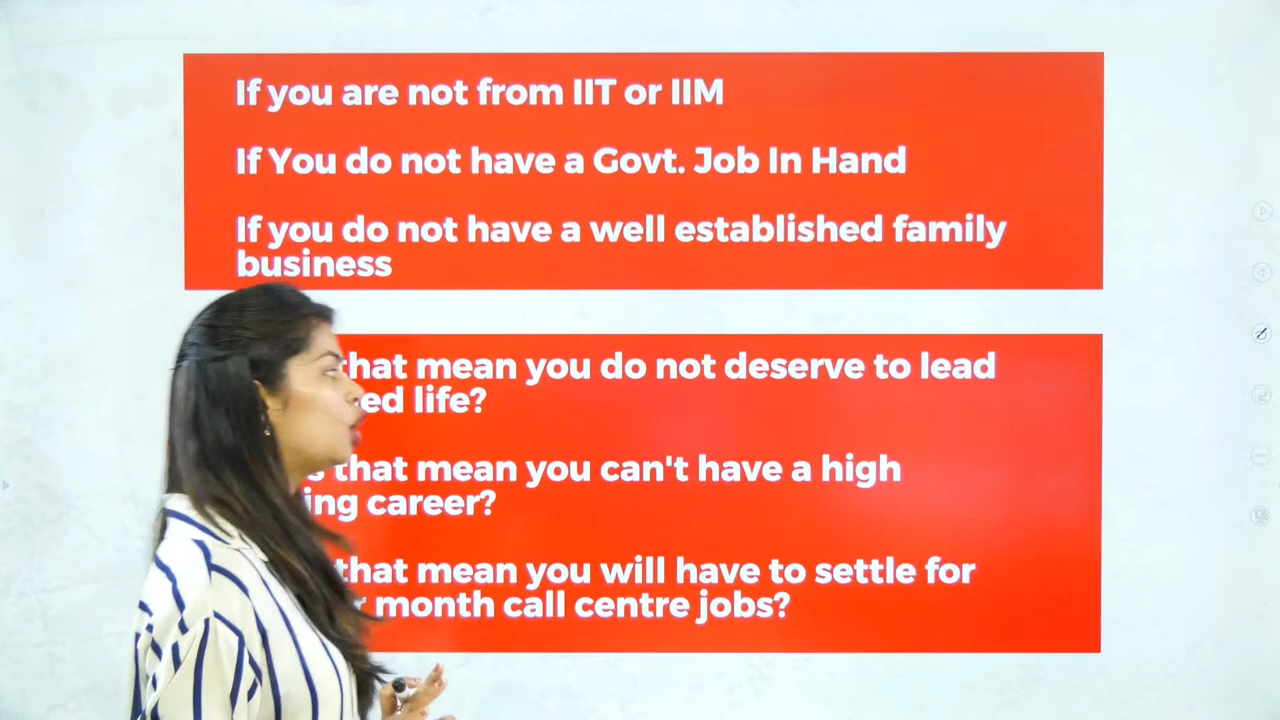 If you are not from IIT or IIM
If You do not have a Govt. Job In Hand
If you do not have a well established family
business
that mean you do not deserve to lead
life?
that mean you can't have a high
career?
that mean you will have to settle for
month call centre jobs?